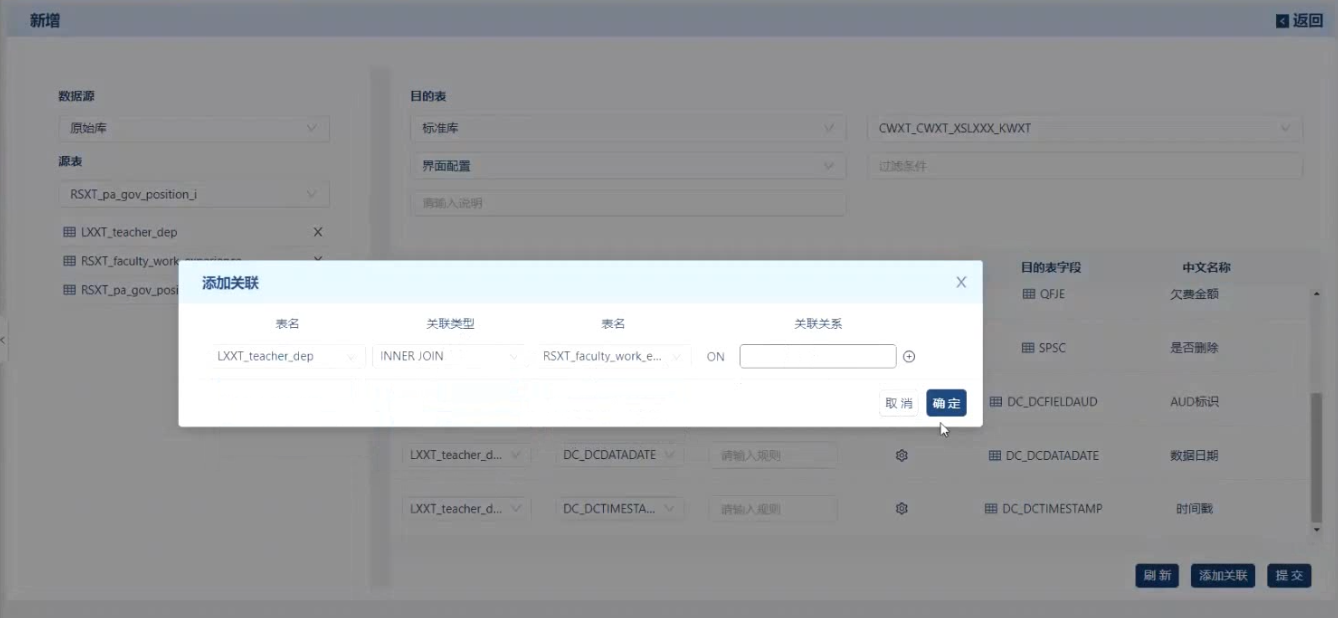 新增
返回
数据源
目的表
原始库
标准库
CWXT_CWXT_XSLXXX_KWXT
源表
界面配置
过滤条件
RSXT_pa_gov_position_i
请输入说明
LXXT_teacher_dep
RSXT_faculty_work_experience
RSXT_pa_gov_posi
目的表字段
中文名称
QFJE
欠费金额
SPSC
是否删除
DC_DCFIELDAUD
AUD标识
添加关联
表名
关联类型
表名
关联关系
LXXT_teacher_dep
INNER JOIN
RSXT_faculty_work_e...
ON
取消
确定
LXXT_teacher_d...
DC_DCDATADATE
请输入规则
DC_DCDATADATE
数据日期
LXXT_teacher_d...
DC_DCTIMESTA...
请输入规则
DC_DCTIMESTAMP
时间戳
刷新
添加关联
提交